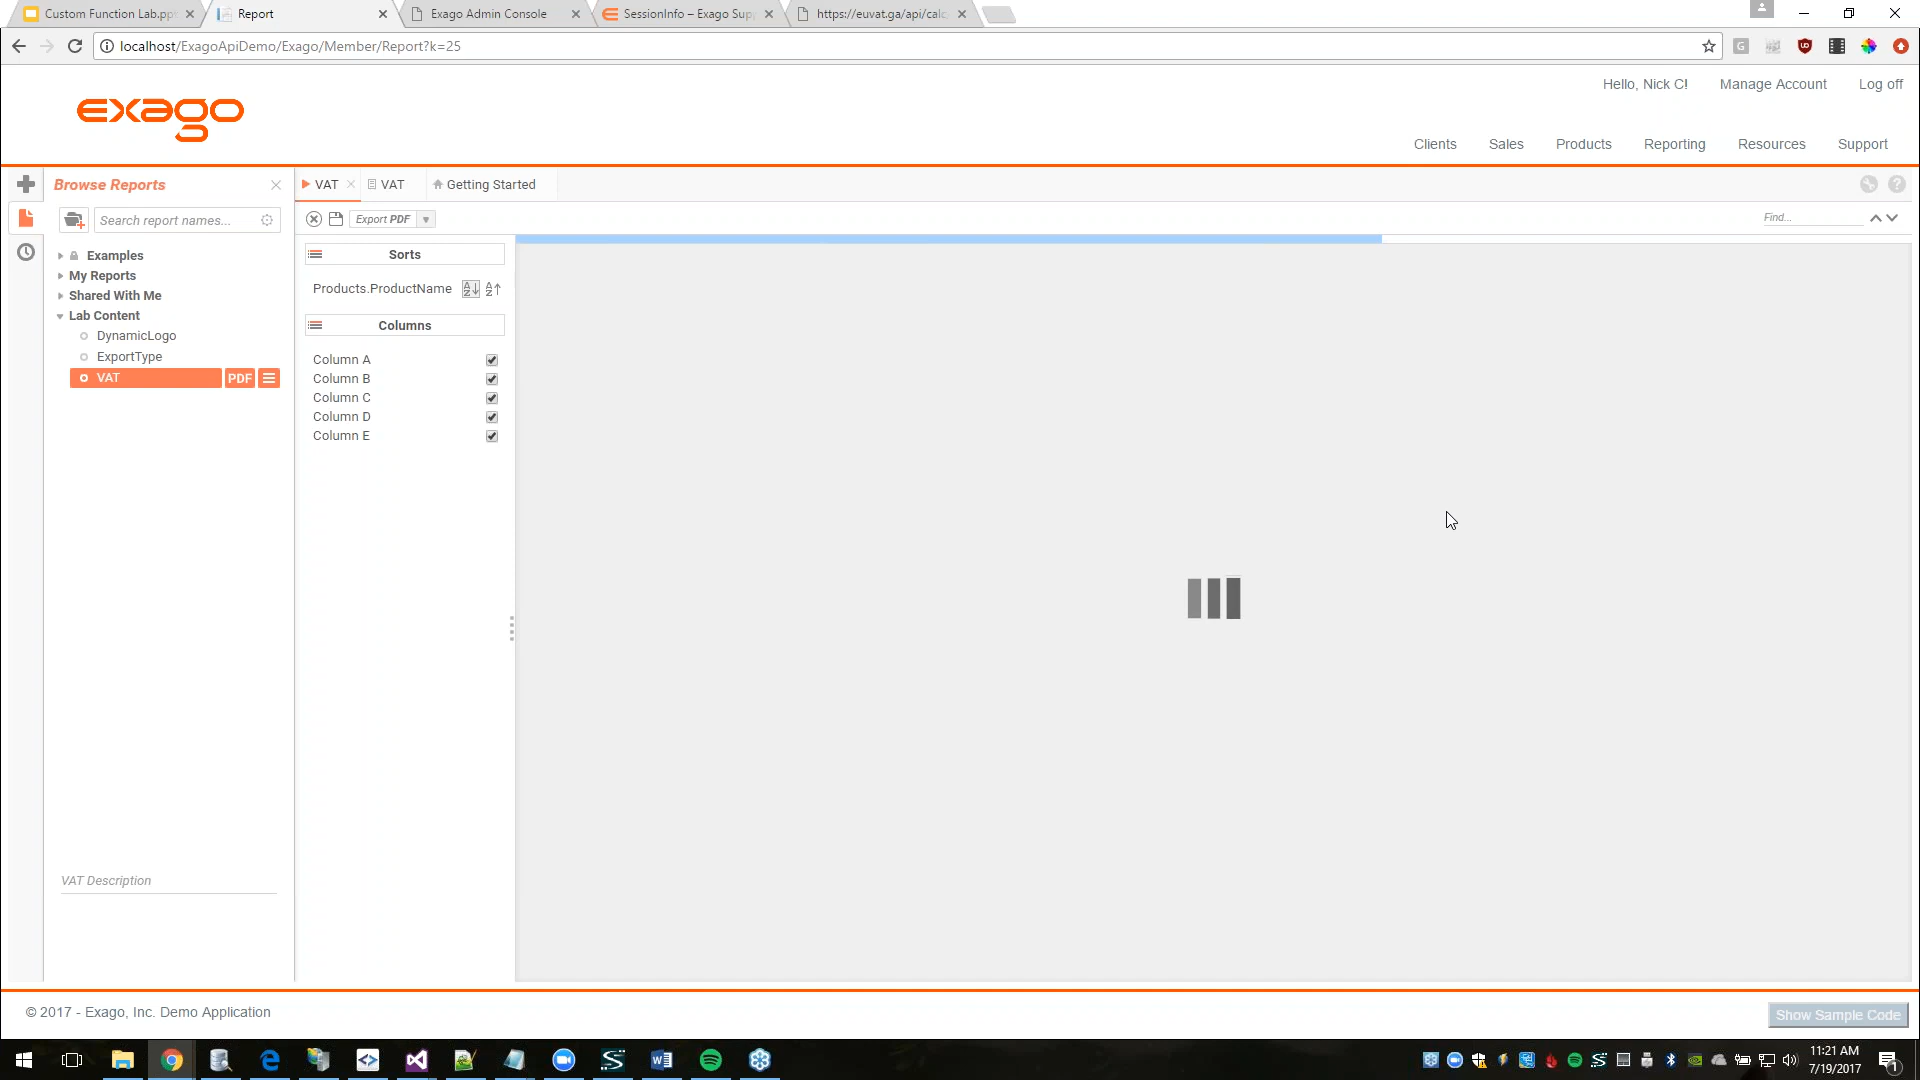 Custom Function Lab.ppt
Report
Exago Admin Console
SessionInfo – Exago Sup
https://euvat.ga/api/calc
localhost/ExagoApiDemo/Exago/Member/Report?k=25
Hello, Nick C!
Manage Account
Log off
exago
Clients
Sales
Products
Reporting
Resources
Support
Browse Reports
VAT
VAT
Getting Started
Search report names...
Export PDF
Find...
Examples
My Reports
Shared With Me
Lab Content
DynamicLogo
ExportType
VAT
PDF
Sorts
Products.ProductName
Columns
Column A
Column B
Column C
Column D
Column E
VAT Description
© 2017 - Exago, Inc. Demo Application
Show Sample Code
11:21 AM
7/19/2017
1